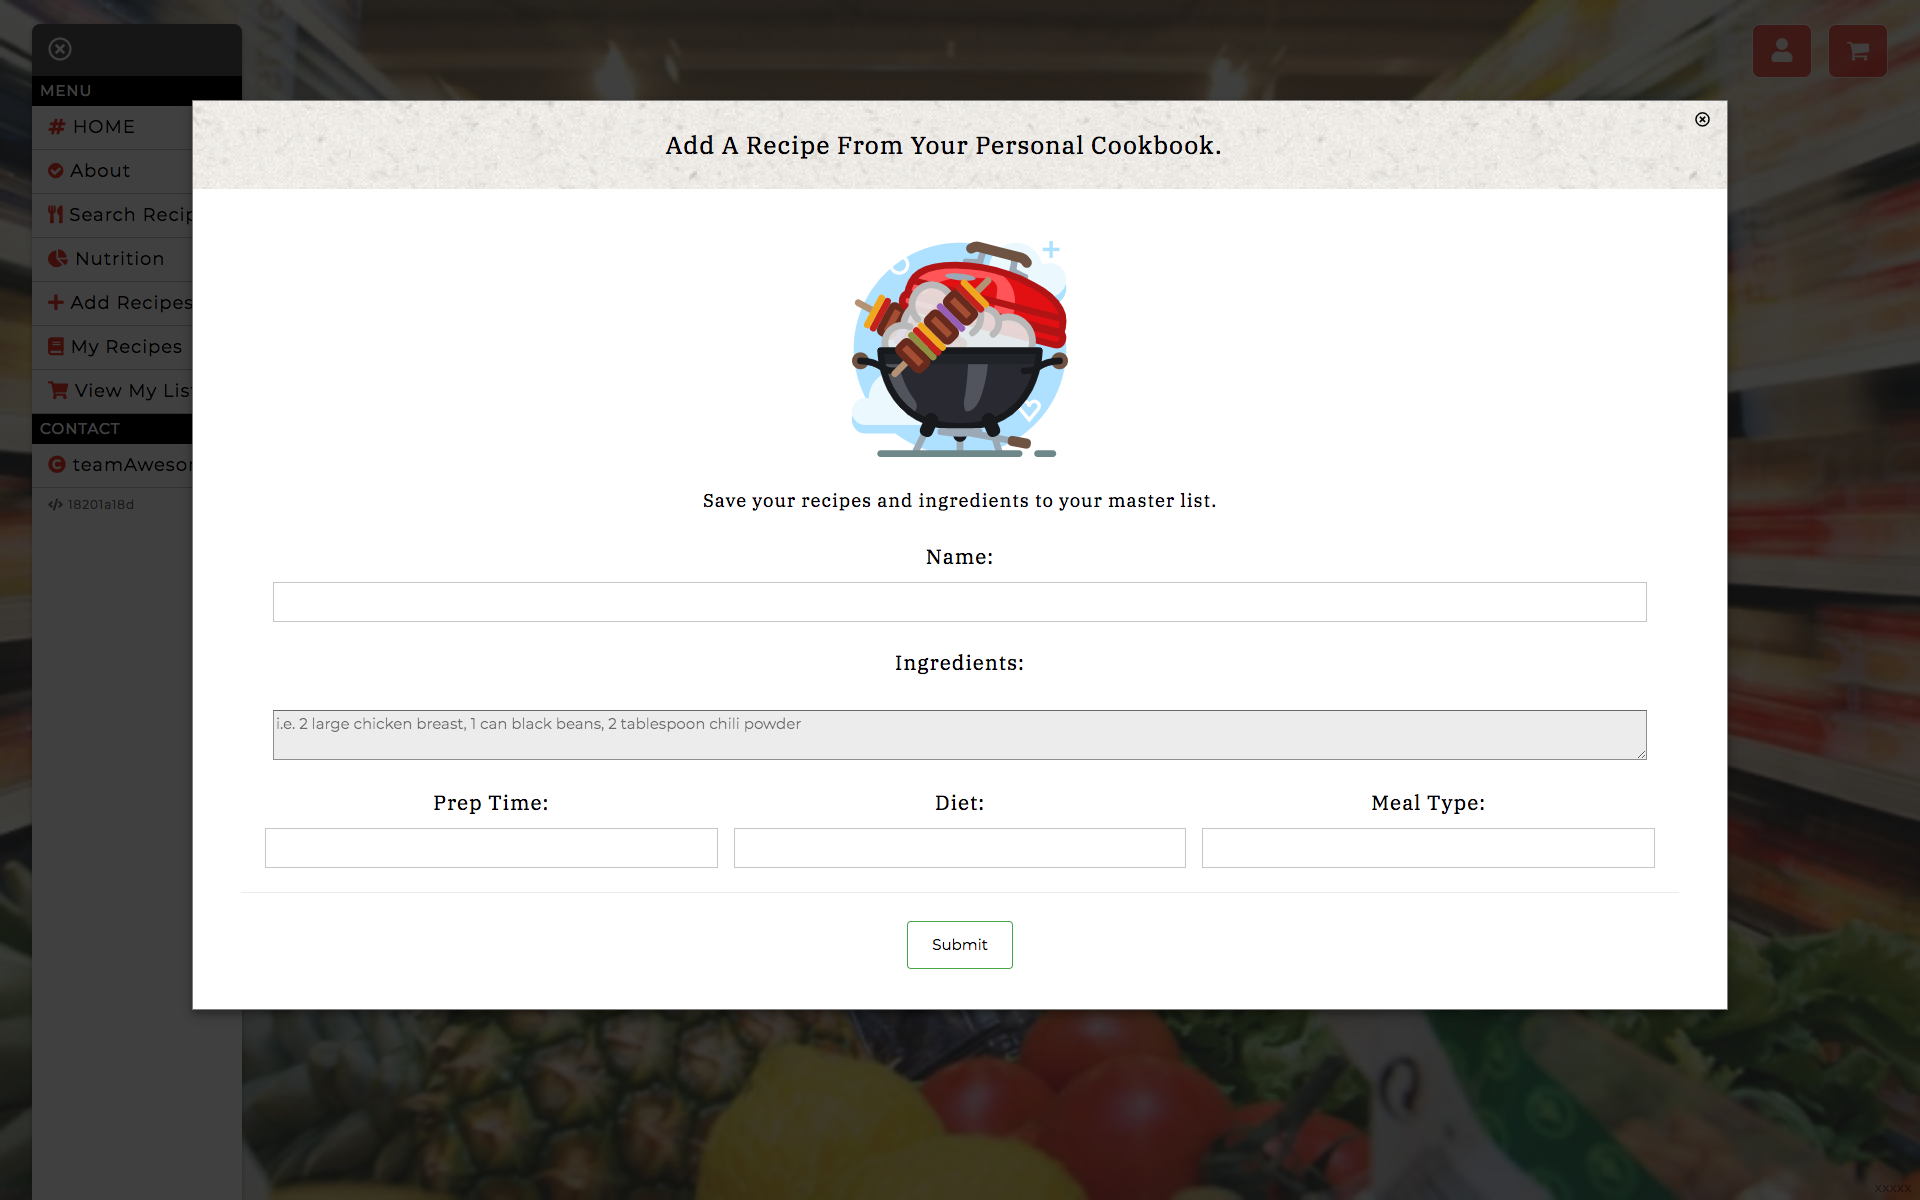 MENU
# HOME
About
Search Recip
Nutrition
Add Recipes
My Recipes
View My Lis
CONTACT
teamAwesor
18201a18d
Add A Recipe From Your Personal Cookbook.
Save your recipes and ingredients to your master list.
Name:
Ingredients:
i.e. 2 large chicken breast, 1 can black beans, 2 tablespoon chili powder
Prep Time:
Diet:
Meal Type:
Submit
xxxxx